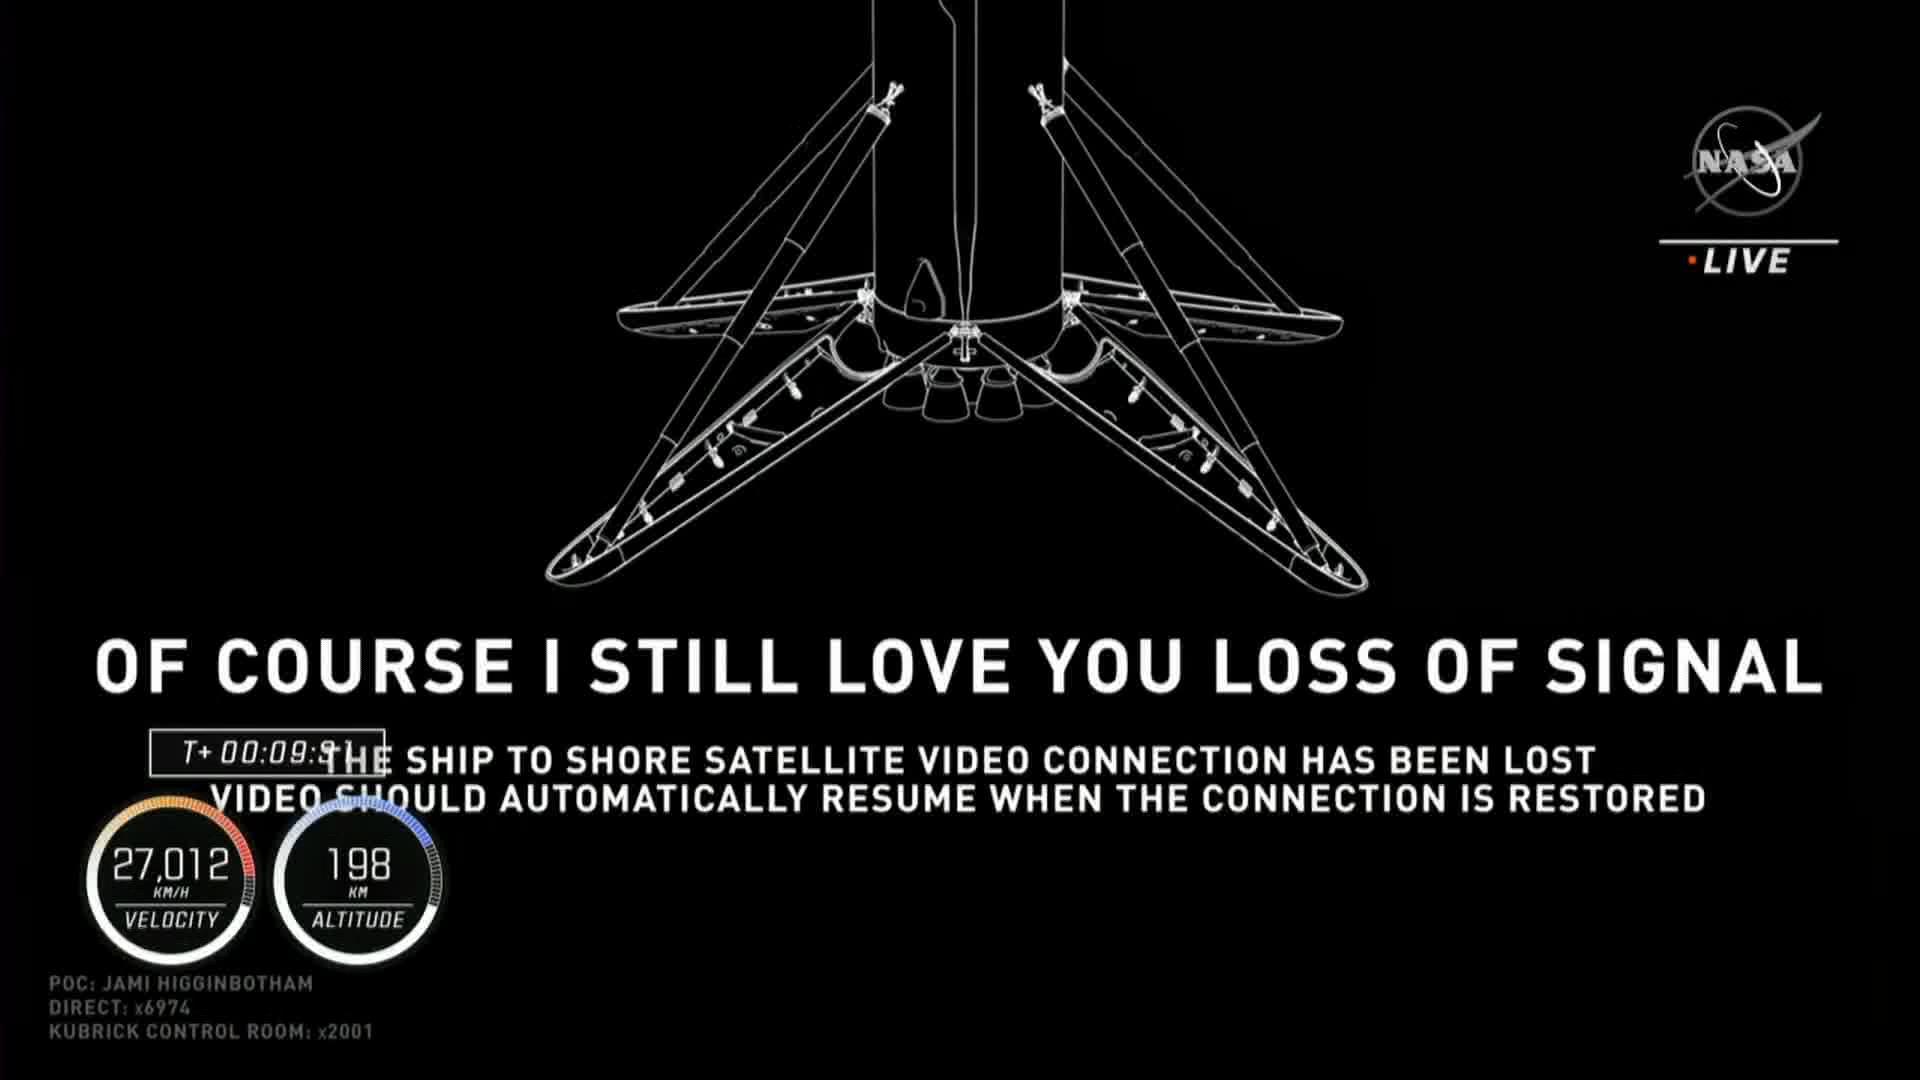 NASA
LIVE
OF COURSE I STILL LOVE YOU LOSS OF SIGNAL
T+ 00:09:
THE SHIP TO SHORE SATELLITE VIDEO CONNECTION HAS BEEN LOST
VIDEO SHOULD AUTOMATICALLY RESUME WHEN THE CONNECTION IS RESTORED
27,012
KM/H
VELOCITY
198
KM
ALTITUDE
POC: JAMI HIGGINBOTHAM
DIRECT: x6974
KUBRICK CONTROL ROOM: x2001